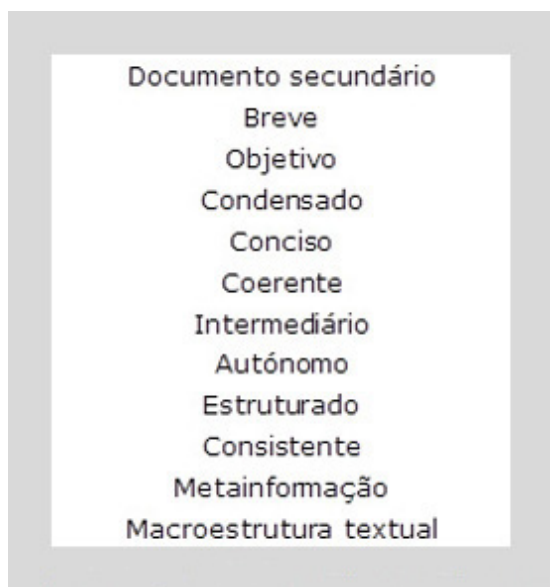 Documento secundário
Breve
Objetivo
Condensado
Conciso
Coerente
Intermediário
Autónomo
Estruturado
Consistente
Metainformação
Macroestrutura textual